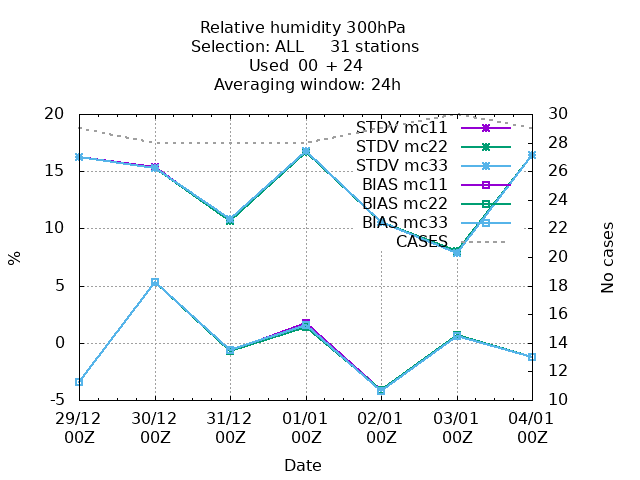 Relative humidity 300hPa
Selection: ALL 31 stations
Used 00 + 24
Averaging window: 24h
20
15
10
5
0
-5
%
30
28
26
24
22
20
18
16
14
12
10
No cases
STDV mc11
STDV mc22
STDV mc33
BIAS mc11
BIAS mc22
BIAS mc33
CASES
29/12 30/12 31/12 01/01 02/01 03/01 04/01
00Z 00Z 00Z 00Z 00Z 00Z 00Z
Date